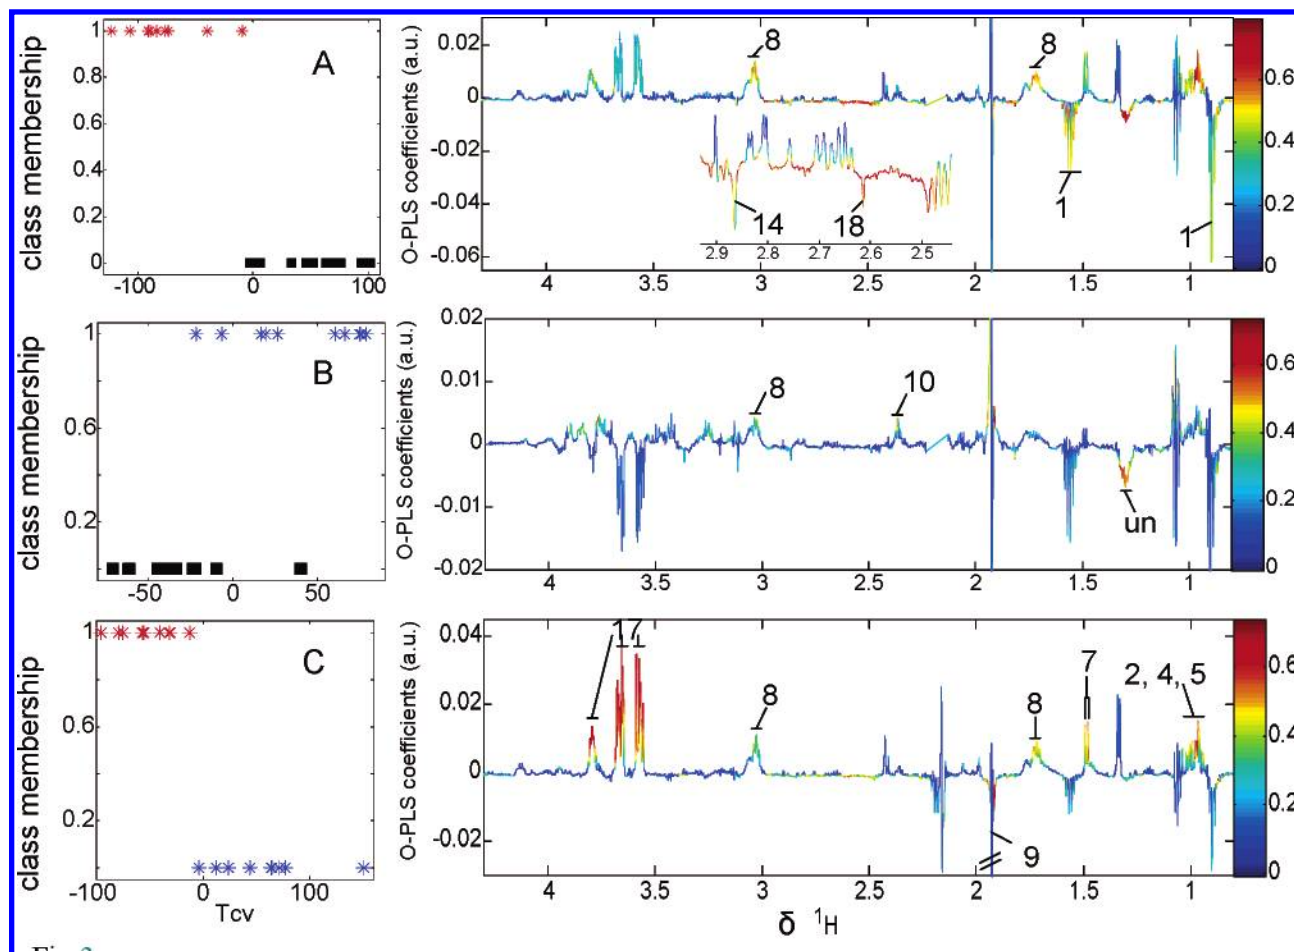 class membership
1
0.8
0.6
0.4
0.2
0
-100 0 100
A
O-PLS coefficients (a.u.)
0.02
0
-0.02
-0.04
-0.06
8 8
14 18 1 1
2.9 2.8 2.7 2.6 2.5
4 3.5 3 2.5 2 1.5 1
0.6
0.4
0.2
0
class membership
1
0.6
0.2
-50 0 50
B
O-PLS coefficients (a.u.)
0.02
0.01
0
-0.01
-0.02
8 10
un
4 3.5 3 2.5 2 1.5 1
0.6
0.4
0.2
0
class membership
1
0.6
0.2
-100 0 100
Tcv
C
O-PLS coefficients (a.u.)
0.04
0.02
0
-0.02
17 8 8 7 2, 4, 5
9
4 3.5 3 2.5 2 1.5 1
δ ¹H
0.6
0.4
0.2
0